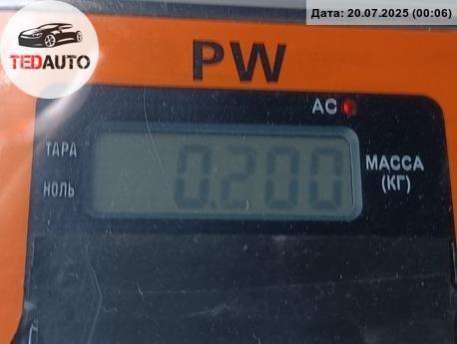 Дата: 20.07.2025 (00:06)
TEDAUTO
PW
AC
ТАРА
НОЛЬ
0.200
МАССА
(КГ)